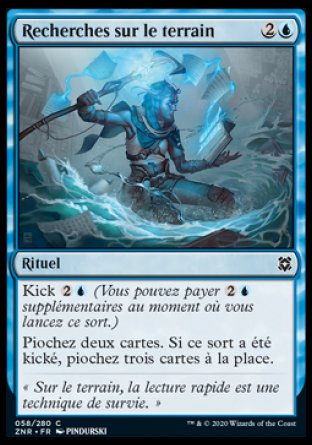 Recherches sur le terrain 2
Rituel
Kick 2 (Vous pouvez payer 2
supplémentaires au moment où vous
lancez ce sort.)
Piochez deux cartes. Si ce sort a été
kické, piochez trois cartes à la place.
« Sur le terrain, la lecture rapide est une
technique de survie. »
058/280 C
ZNR • FR PINDURSKI
™ & © 2020 Wizards of the Coast